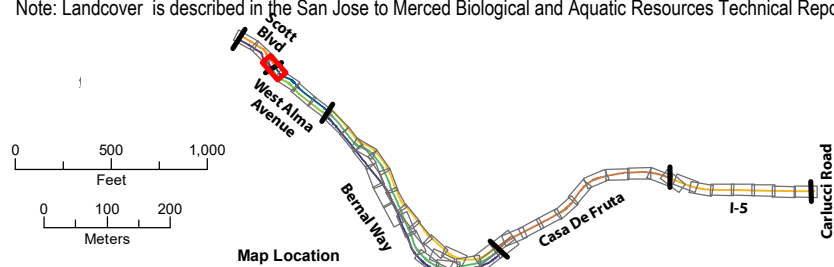 Note: Landcover is described in the San Jose to Merced Biological and Aquatic Resources Technical Repo
Scott
Blvd
West Alma
Avenue
0 500 1,000
Feet
0 100 200
Meters
Bernal Way
Map Location
Casa De Fruta
I-5
Carlucci Road